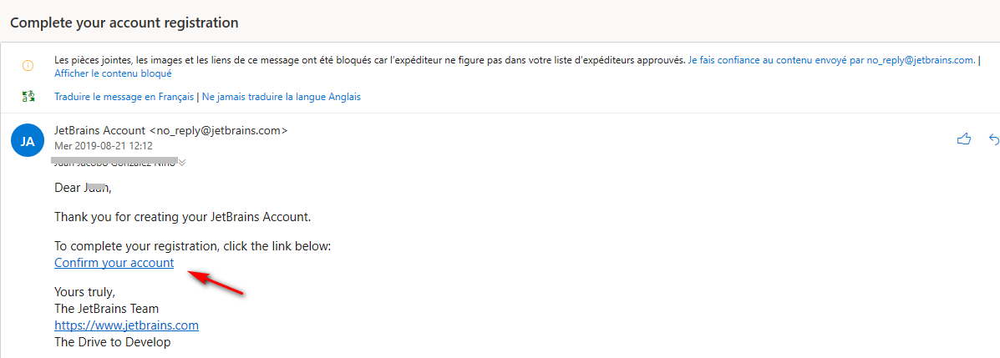 Complete your account registration
Les pièces jointes, les images et les liens de ce message ont été bloqués car l'expéditeur ne figure pas dans votre liste d'expéditeurs approuvés. Je fais confiance au contenu envoyé par no_reply@jetbrains.com. |
Afficher le contenu bloqué
Traduire le message en Français | Ne jamais traduire la langue Anglais
JA
JetBrains Account <no_reply@jetbrains.com>
Mer 2019-08-21 12:12
Dear
Thank you for creating your JetBrains Account.
To complete your registration, click the link below:
Confirm your account
Yours truly,
The JetBrains Team
https://www.jetbrains.com
The Drive to Develop